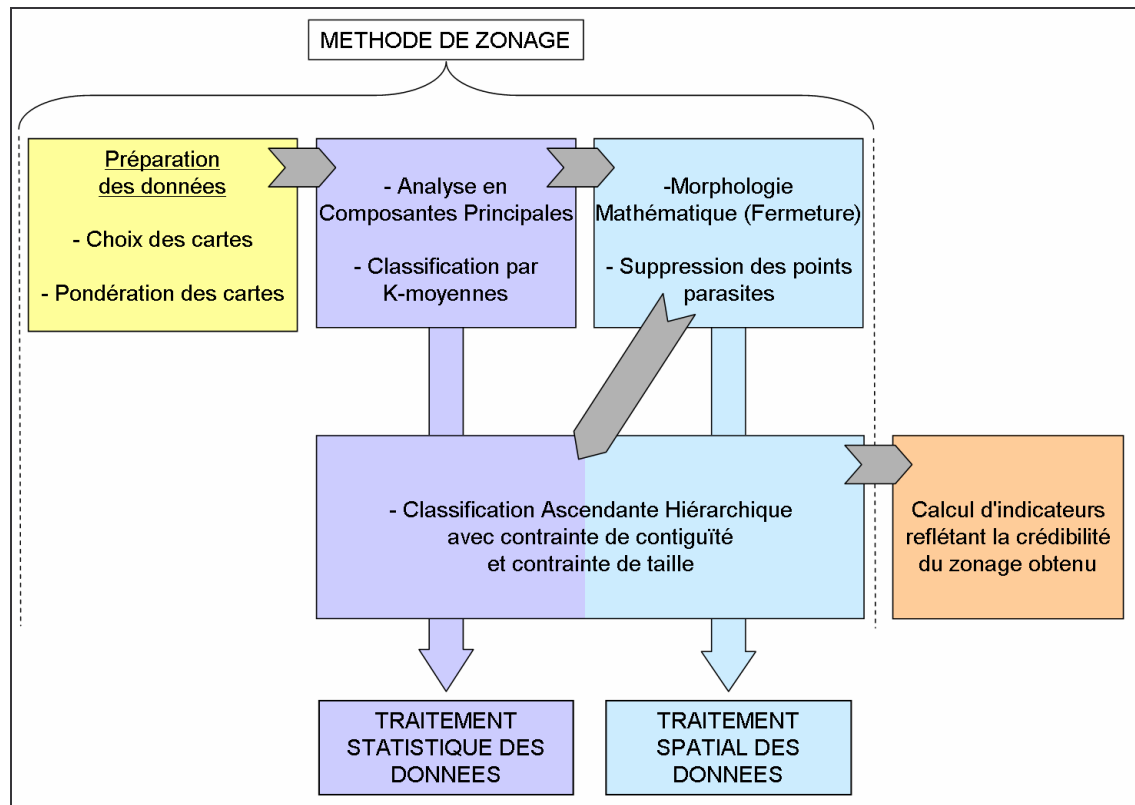 METHODE DE ZONAGE
Préparation
des données
- Choix des cartes
- Pondération des cartes
- Analyse en
Composantes Principales
- Classification par
K-moyennes
-Morphologie
Mathématique (Fermeture)
- Suppression des points
parasites
- Classification Ascendante Hiérarchique
avec contrainte de contiguïté
et contrainte de taille
Calcul d'indicateurs
reflétant la crédibilité
du zonage obtenu
TRAITEMENT
STATISTIQUE DES
DONNEES
TRAITEMENT
SPATIAL DES
DONNEES